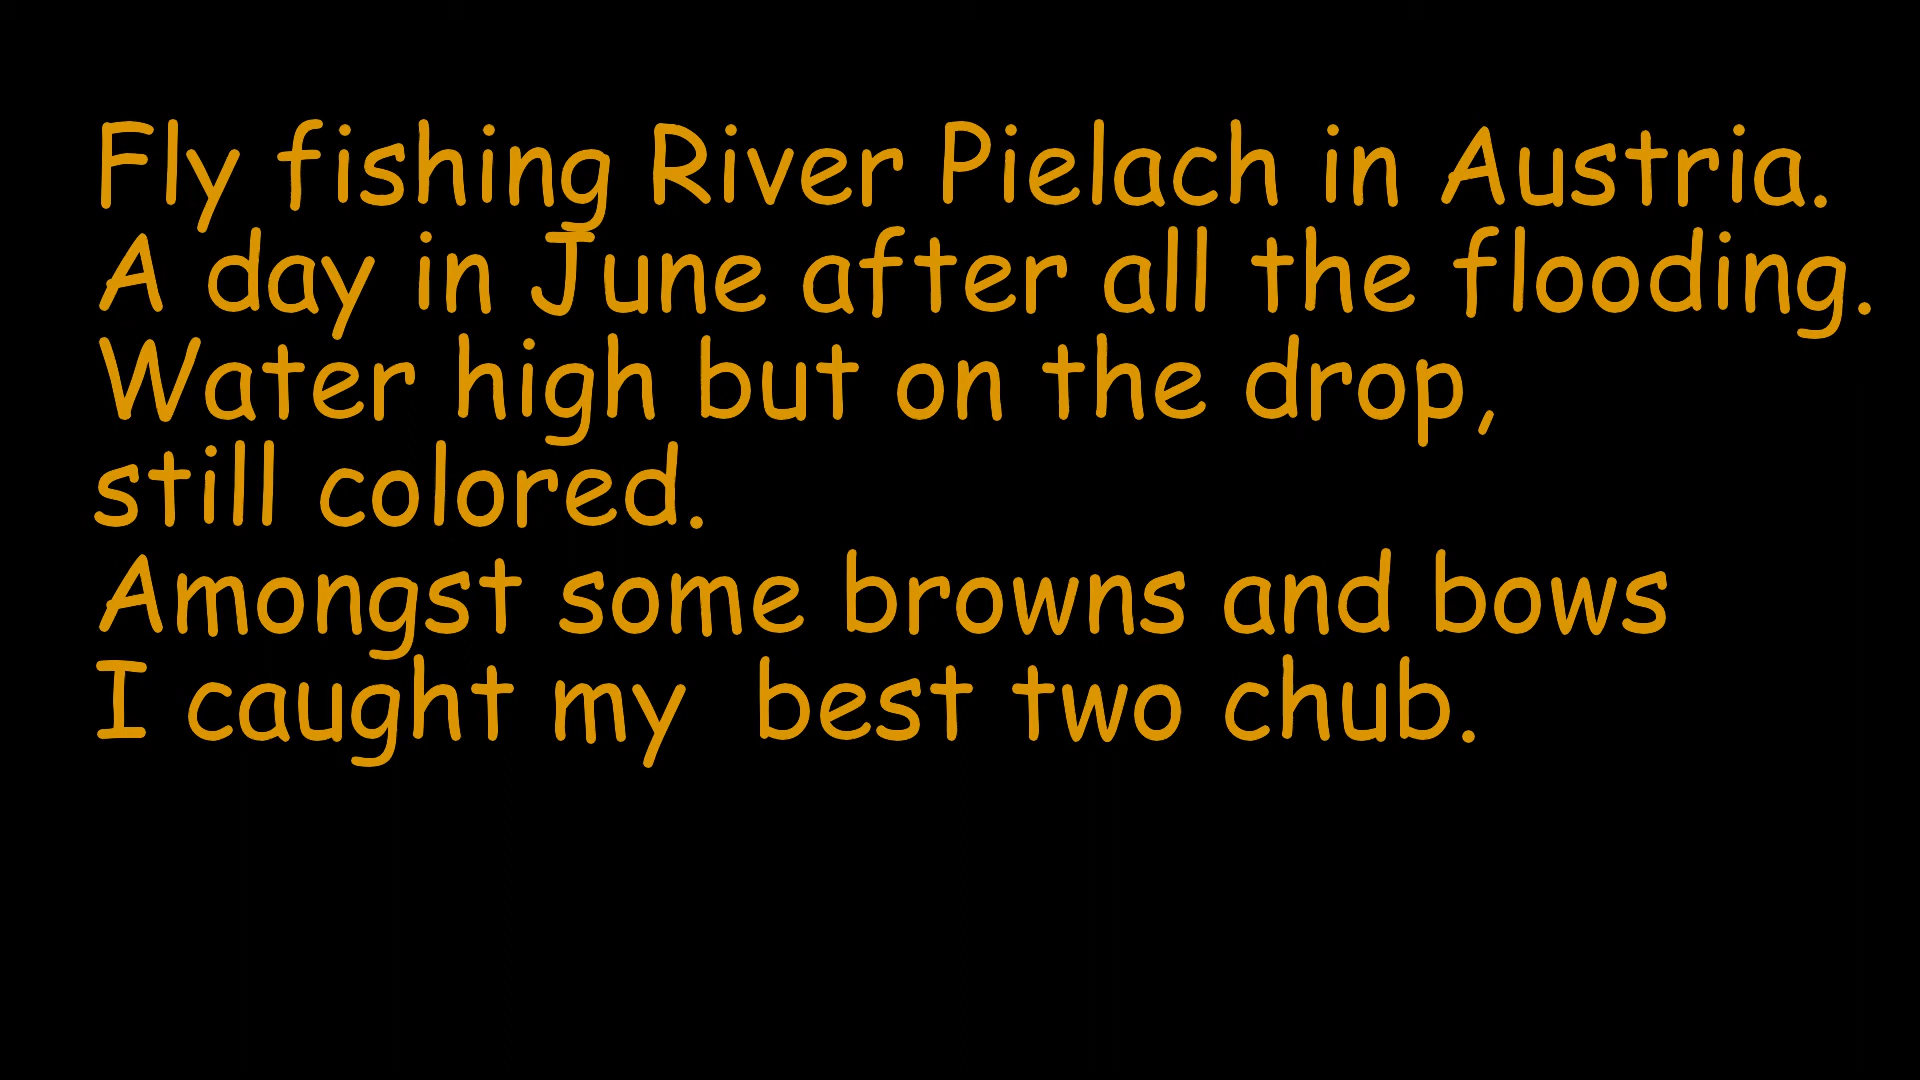 Fly fishing River Pielach in Austria.
A day in June after all the flooding.
Water high but on the drop,
still colored.
Amongst some browns and bows
I caught my  best two chub.